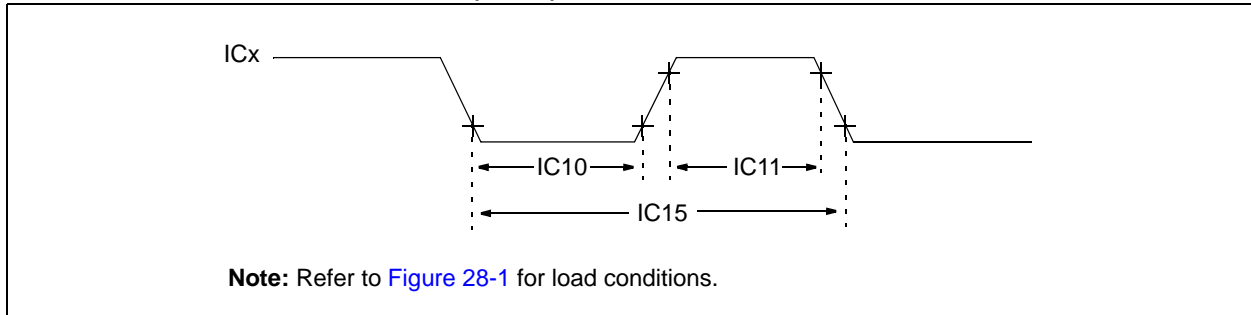 ICx
IC10
IC11
IC15
Note: Refer to Figure 28-1 for load conditions.